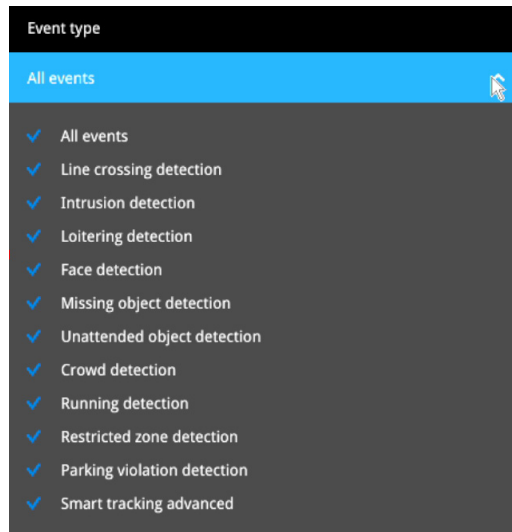 Event type
All events
All events
Line crossing detection
Intrusion detection
Loitering detection
Face detection
Missing object detection
Unattended object detection
Crowd detection
Running detection
Restricted zone detection
Parking violation detection
Smart tracking advanced